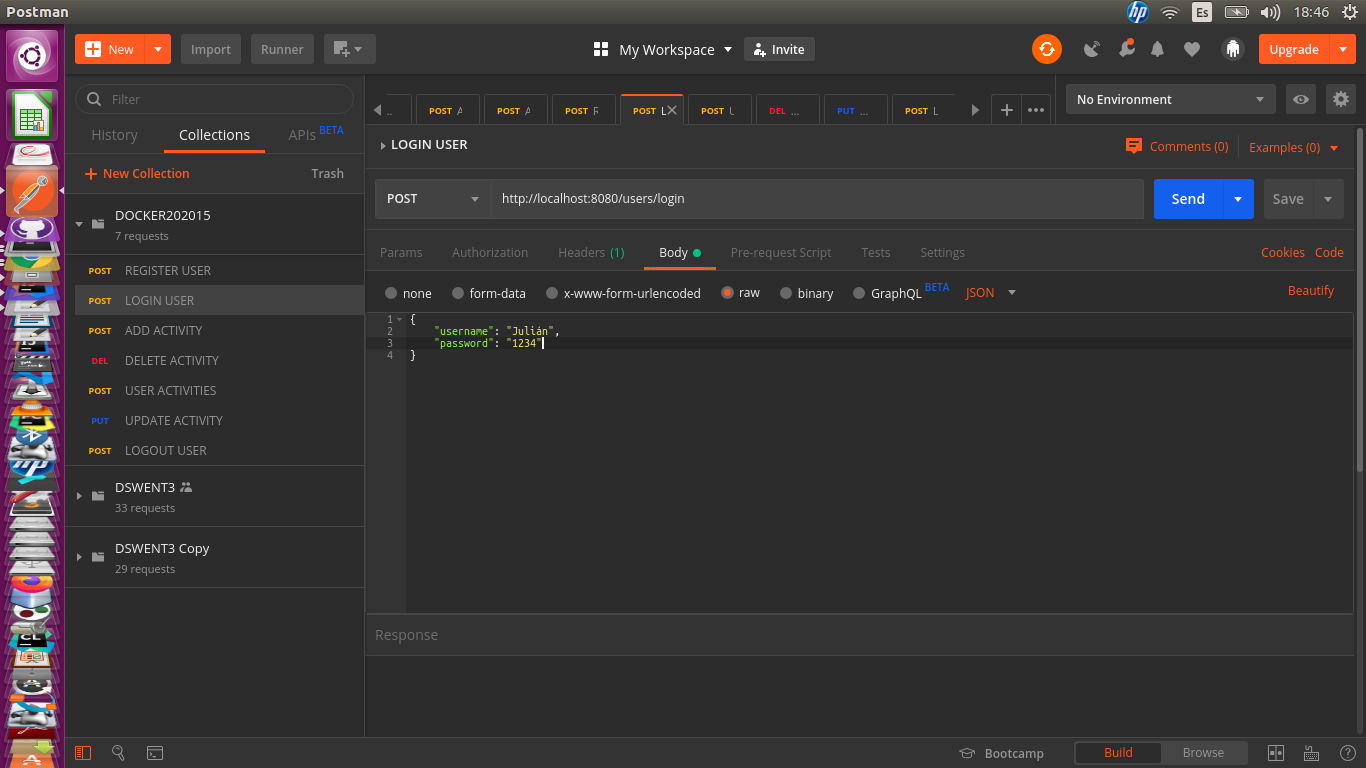 Postman
Es
18:46
New
Import
Runner
My Workspace
Invite
Upgrade
Filter
History
Collections
APIs BETA
New Collection
Trash
DOCKER202015
7 requests
POST REGISTER USER
POST LOGIN USER
POST ADD ACTIVITY
DEL DELETE ACTIVITY
POST USER ACTIVITIES
PUT UPDATE ACTIVITY
POST LOGOUT USER
DSWENT3
33 requests
DSWENT3 Copy
29 requests
..
POST A
POST A
POST R
POST L
POST U
DEL ...
PUT ...
POST L
No Environment
LOGIN USER
Comments (0)
Examples (0)
POST
http://localhost:8080/users/login
Send
Save
Params
Authorization
Headers (1)
Body
Pre-request Script
Tests
Settings
Cookies
Code
none
form-data
x-www-form-urlencoded
raw
binary
GraphQL BETA
JSON
Beautify
1 {
2 "username": "Julián",
3 "password": "1234"
4 }
Response
Bootcamp
Build
Browse